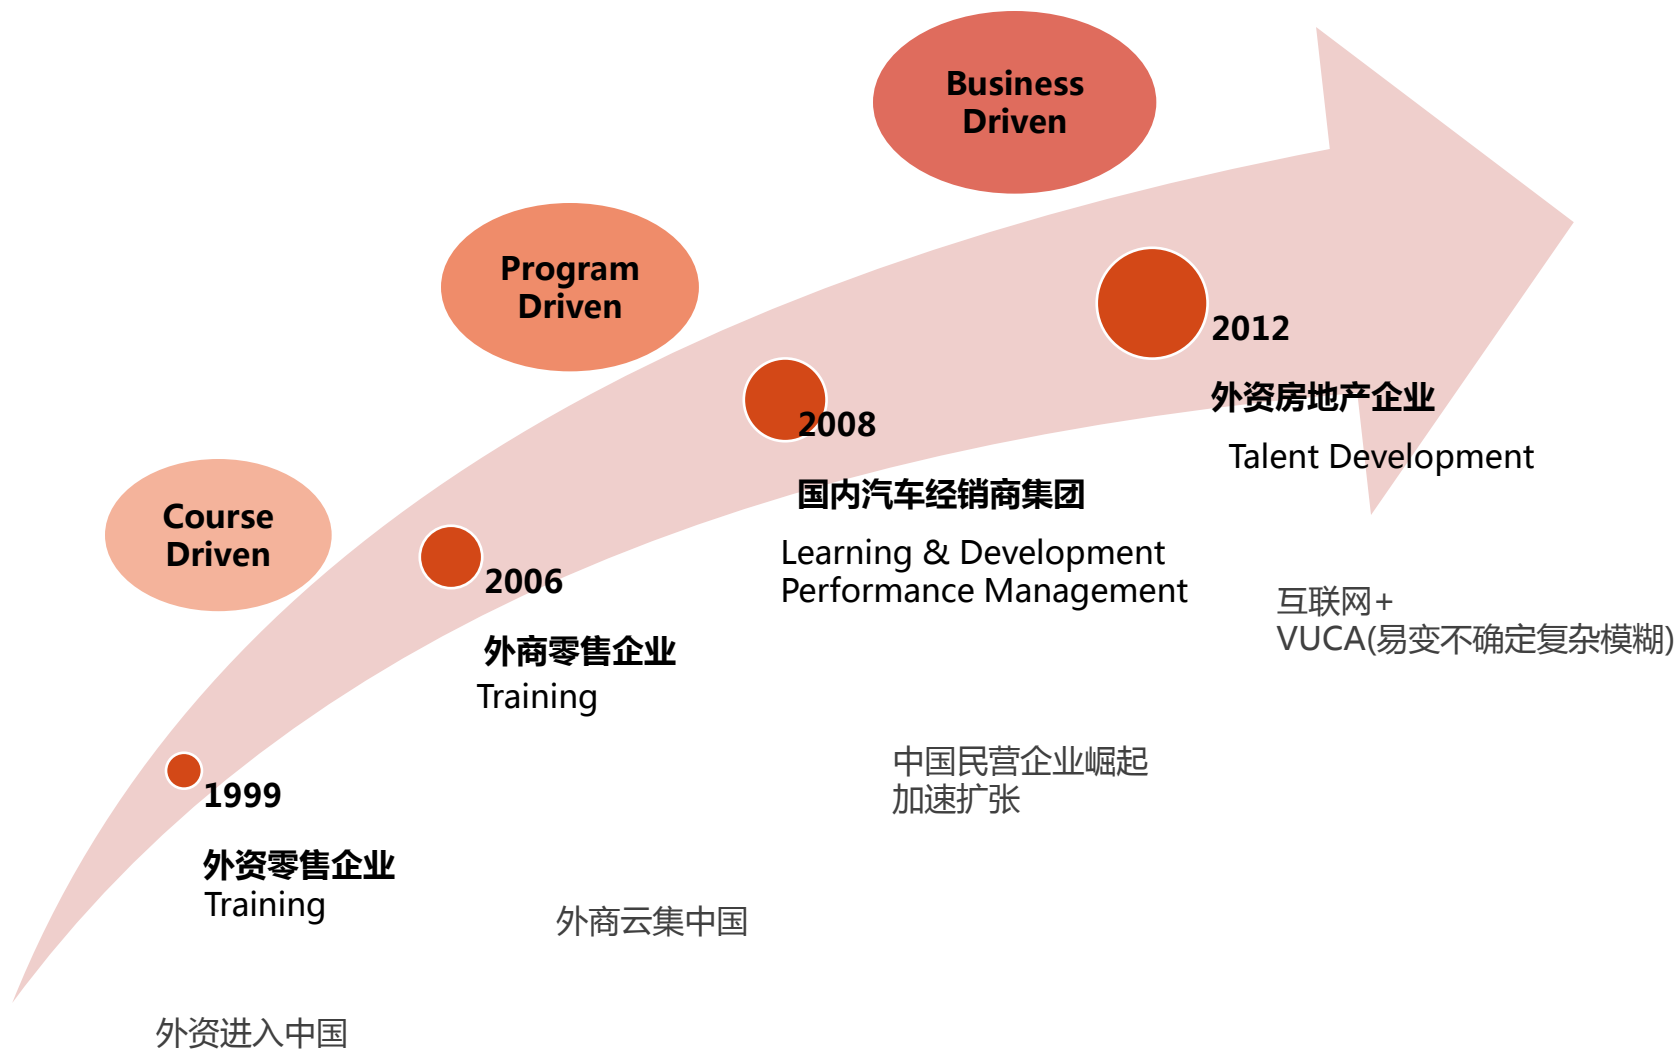 Business
Driven
Program
Driven
Course
Driven
2012
外资房地产企业
Talent Development
2008
国内汽车经销商集团
Learning & Development
Performance Management
2006
外商零售企业
Training
1999
外资零售企业
Training
互联网+
VUCA(易变不确定复杂模糊)
中国民营企业崛起
加速扩张
外商云集中国
外资进入中国